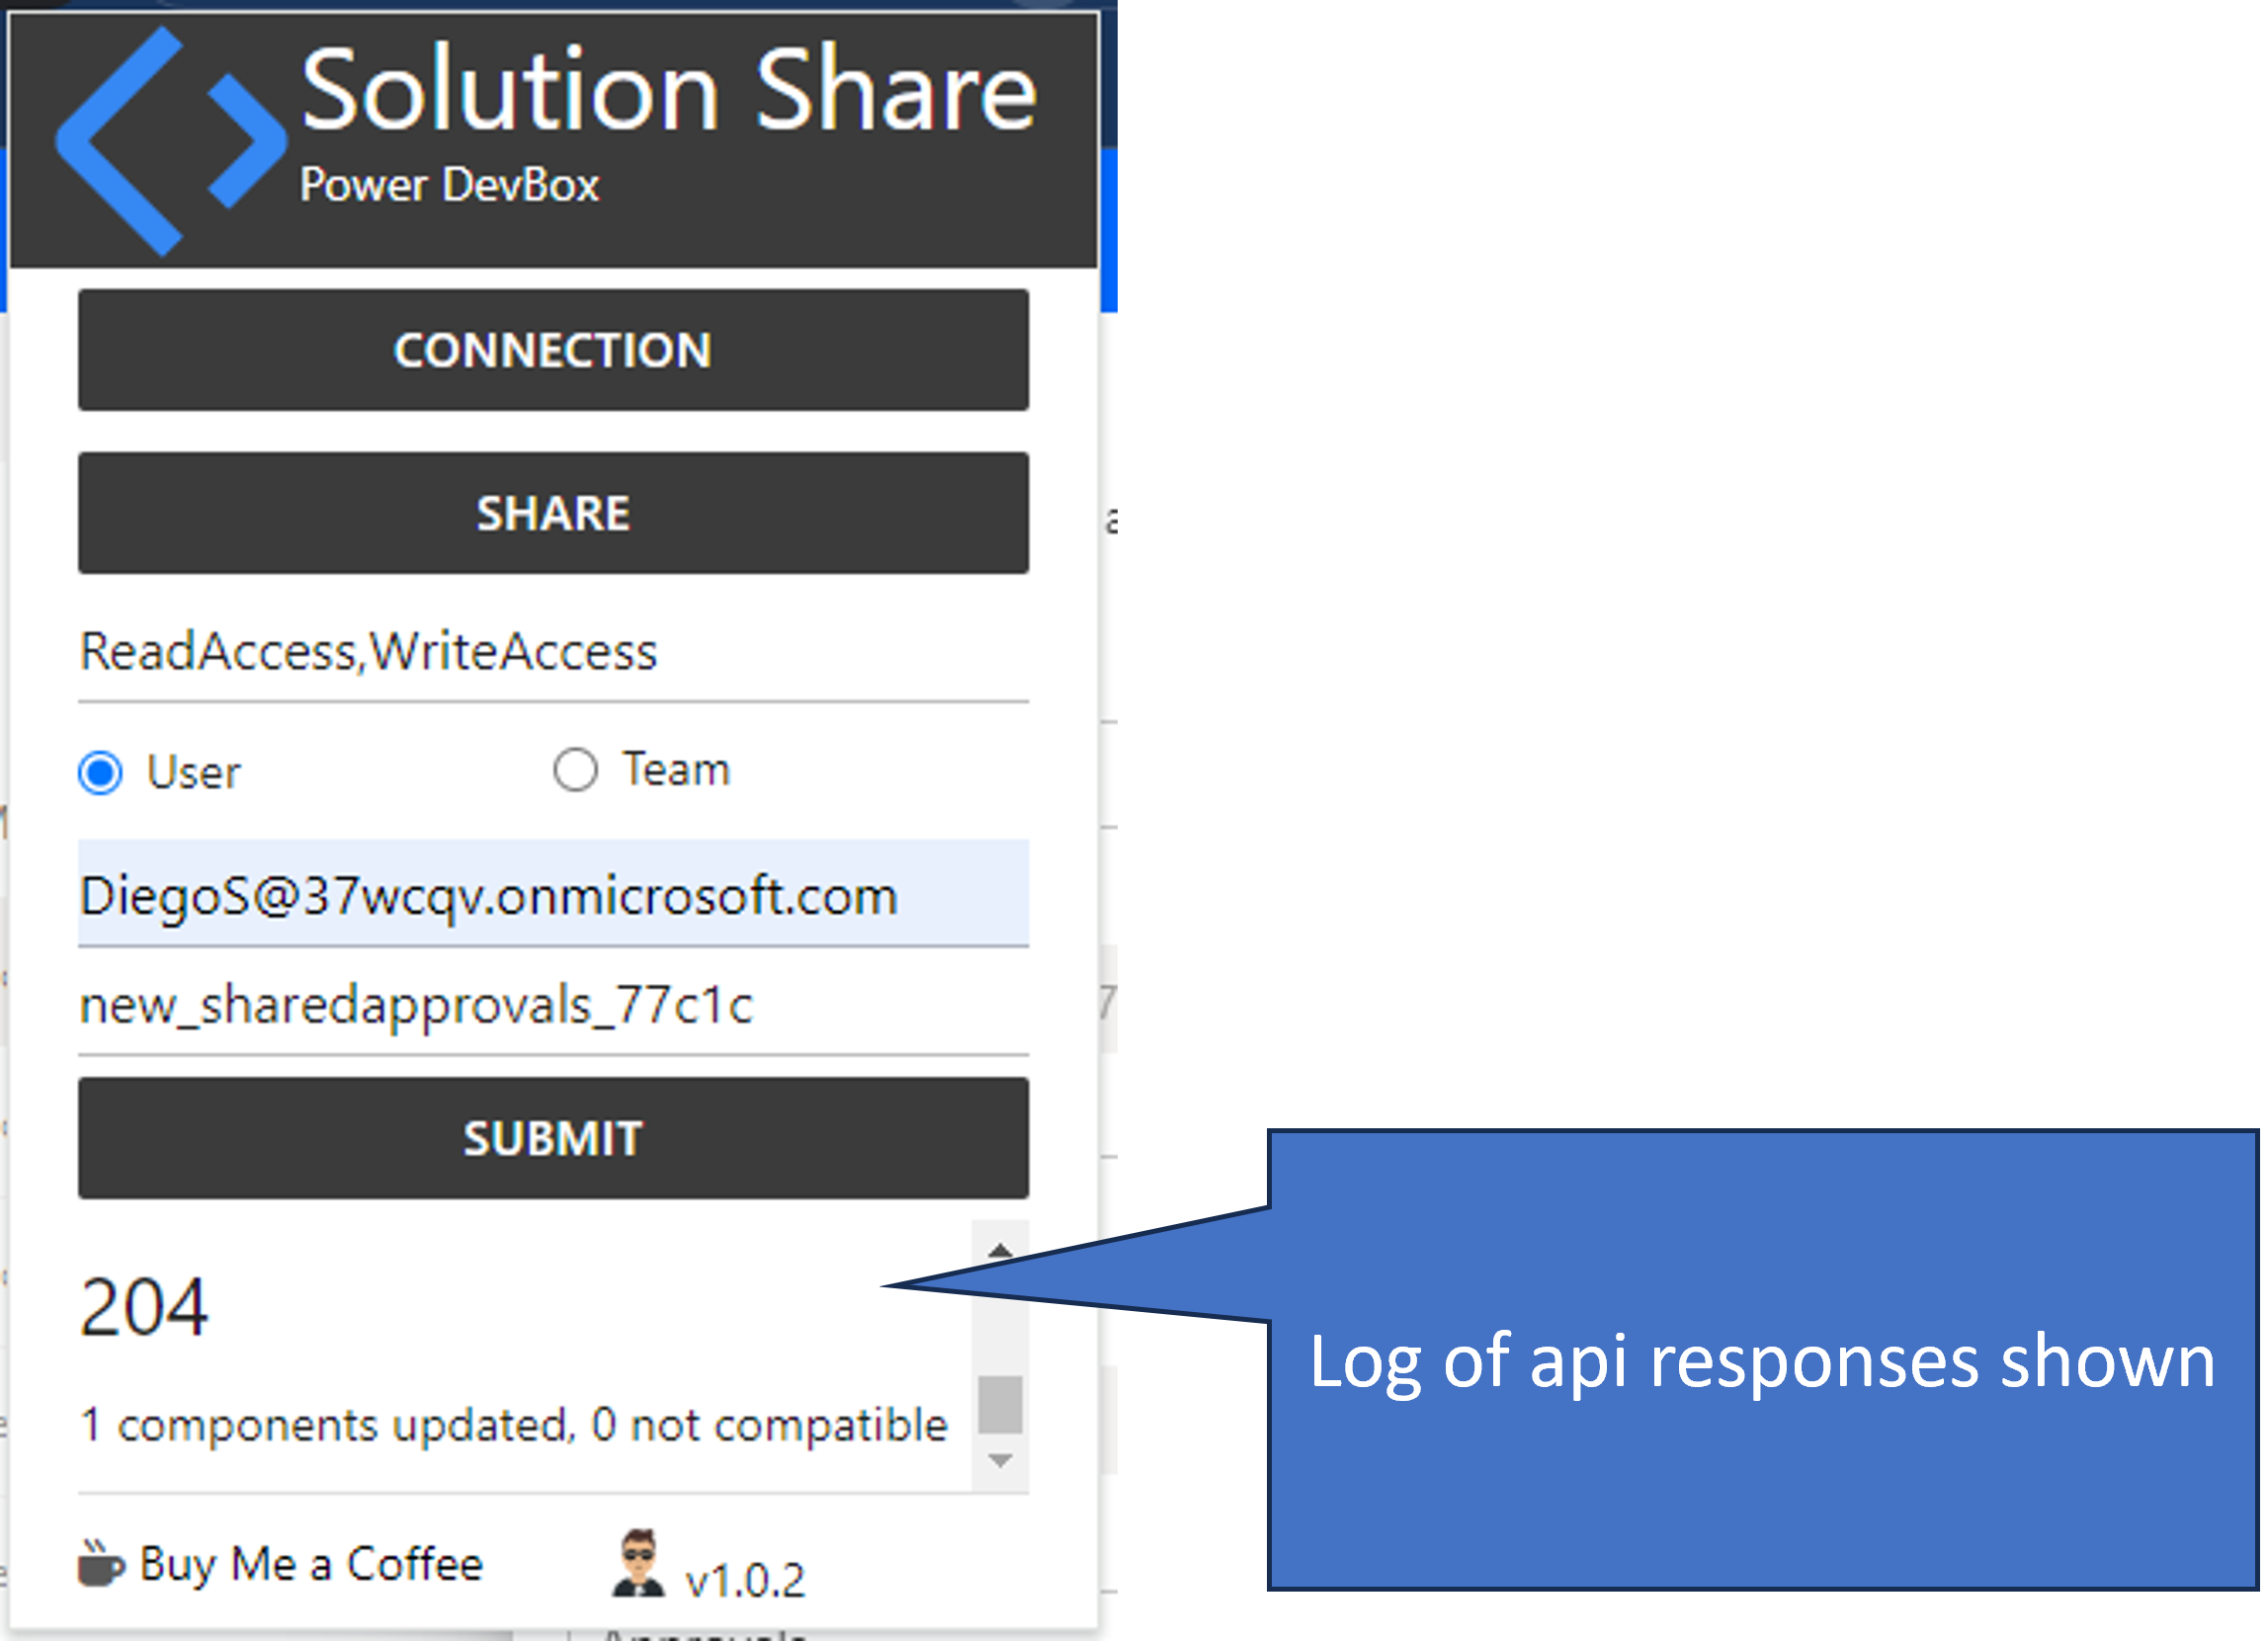 Solution Share
Power DevBox
CONNECTION
SHARE
ReadAccess,WriteAccess
User
Team
DiegoS@37wcqv.onmicrosoft.com
new_sharedapprovals_77c1c
SUBMIT
204
1 components updated, 0 not compatible
Log of api responses shown
Buy Me a Coffee
v1.0.2